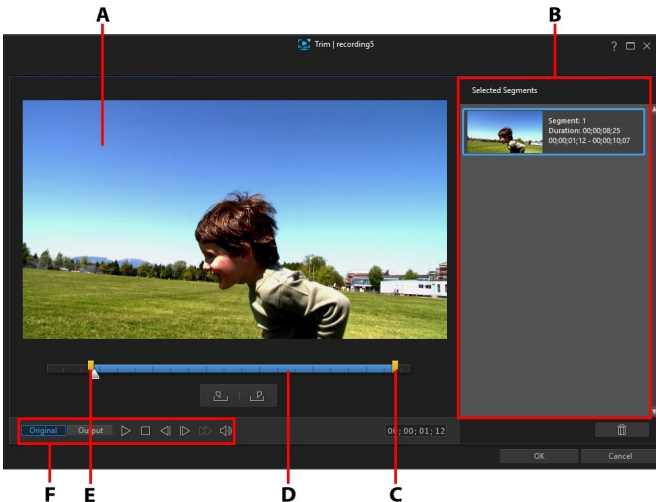 A
B
Trim | recording5
?
Selected Segments
Segment: 1
Duration: 00;00;08;25
00;00;01;12 - 00;00;10;07
Original
Output
00; 00; 01; 12
OK
Cancel
F
E
D
C